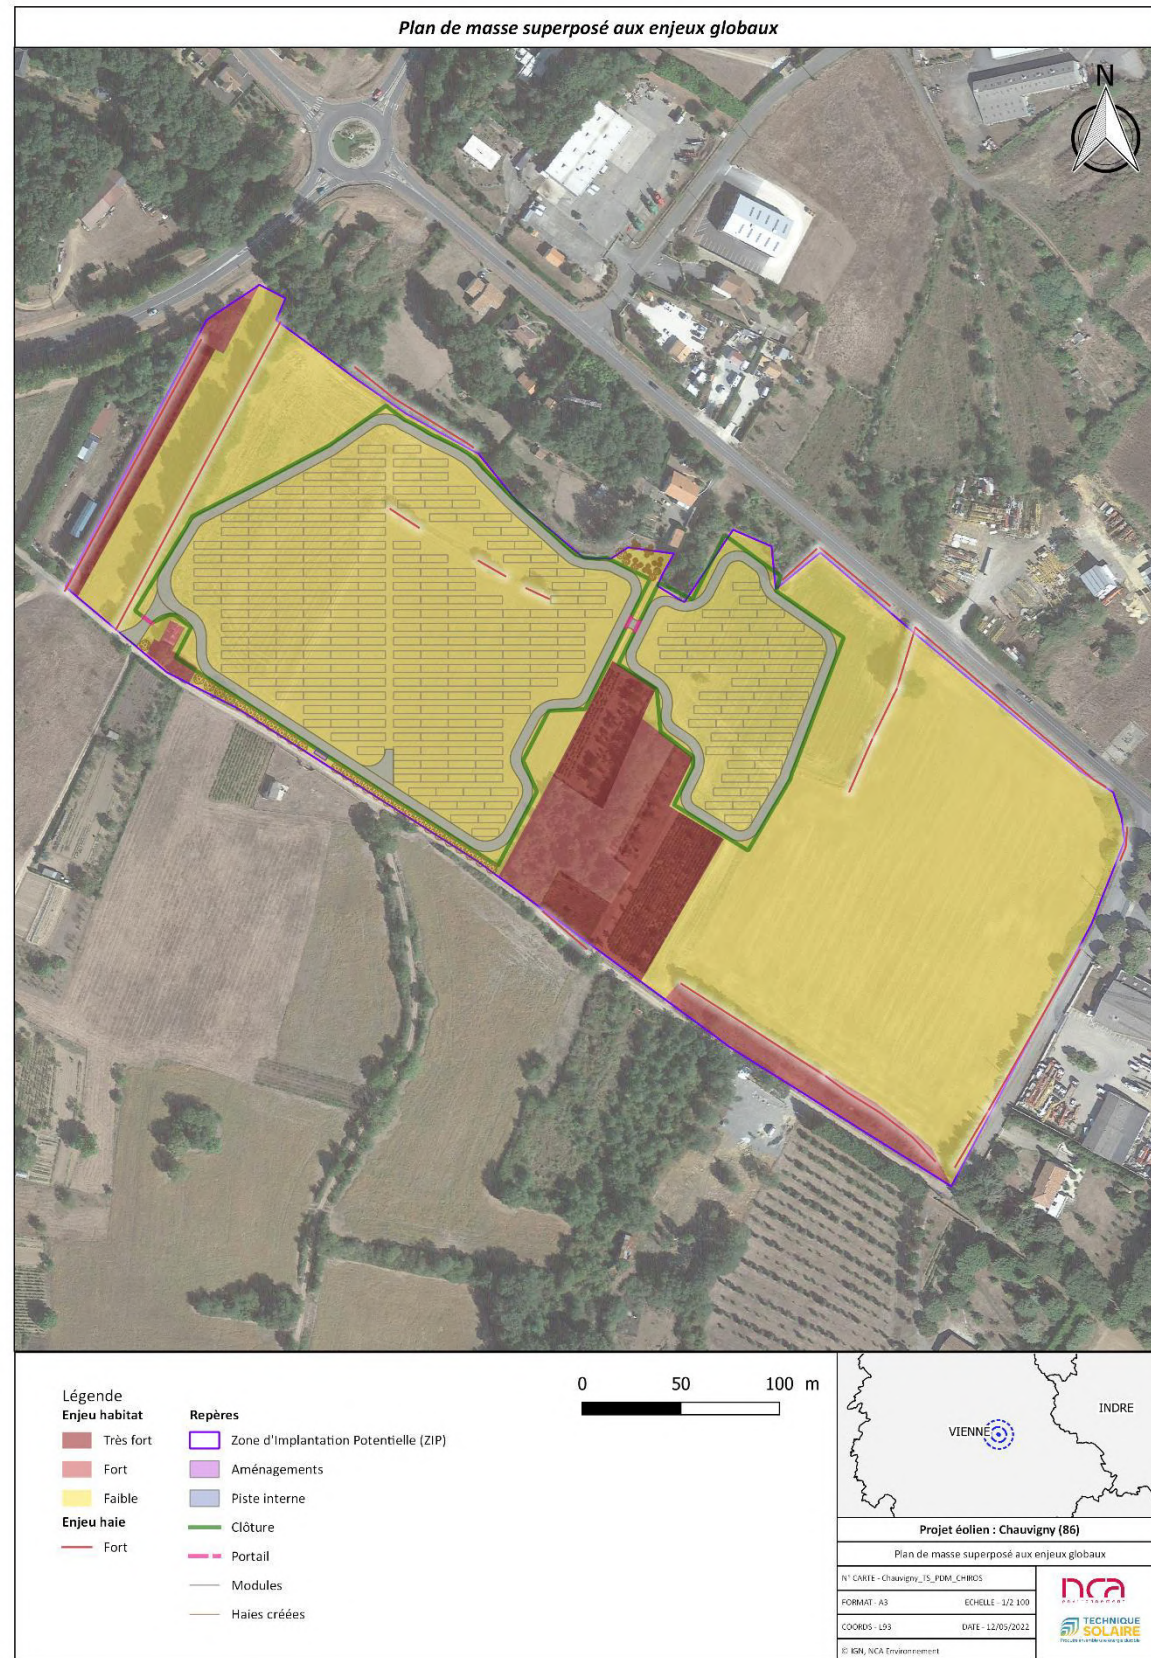 Plan de masse superposé aux enjeux globaux
N
Légende
Enjeu habitat
Très fort
Fort
Faible
Enjeu haie
Fort
Repères
Zone d'Implantation Potentielle (ZIP)
Aménagements
Piste interne
Clôture
Portail
Modules
Haies créées
0 50 100 m
VIENNE
INDRE
Projet éolien : Chauvigny (86)
Plan de masse superposé aux enjeux globaux
N° CARTE - Chauvigny_TS_PDM_CHIROS
FORMAT - A3 ECHELLE - 1/2 100
COORDS - L93 DATE - 12/05/2022
© IGN, NCA Environnement
nca
environnement
TECHNIQUE
SOLAIRE